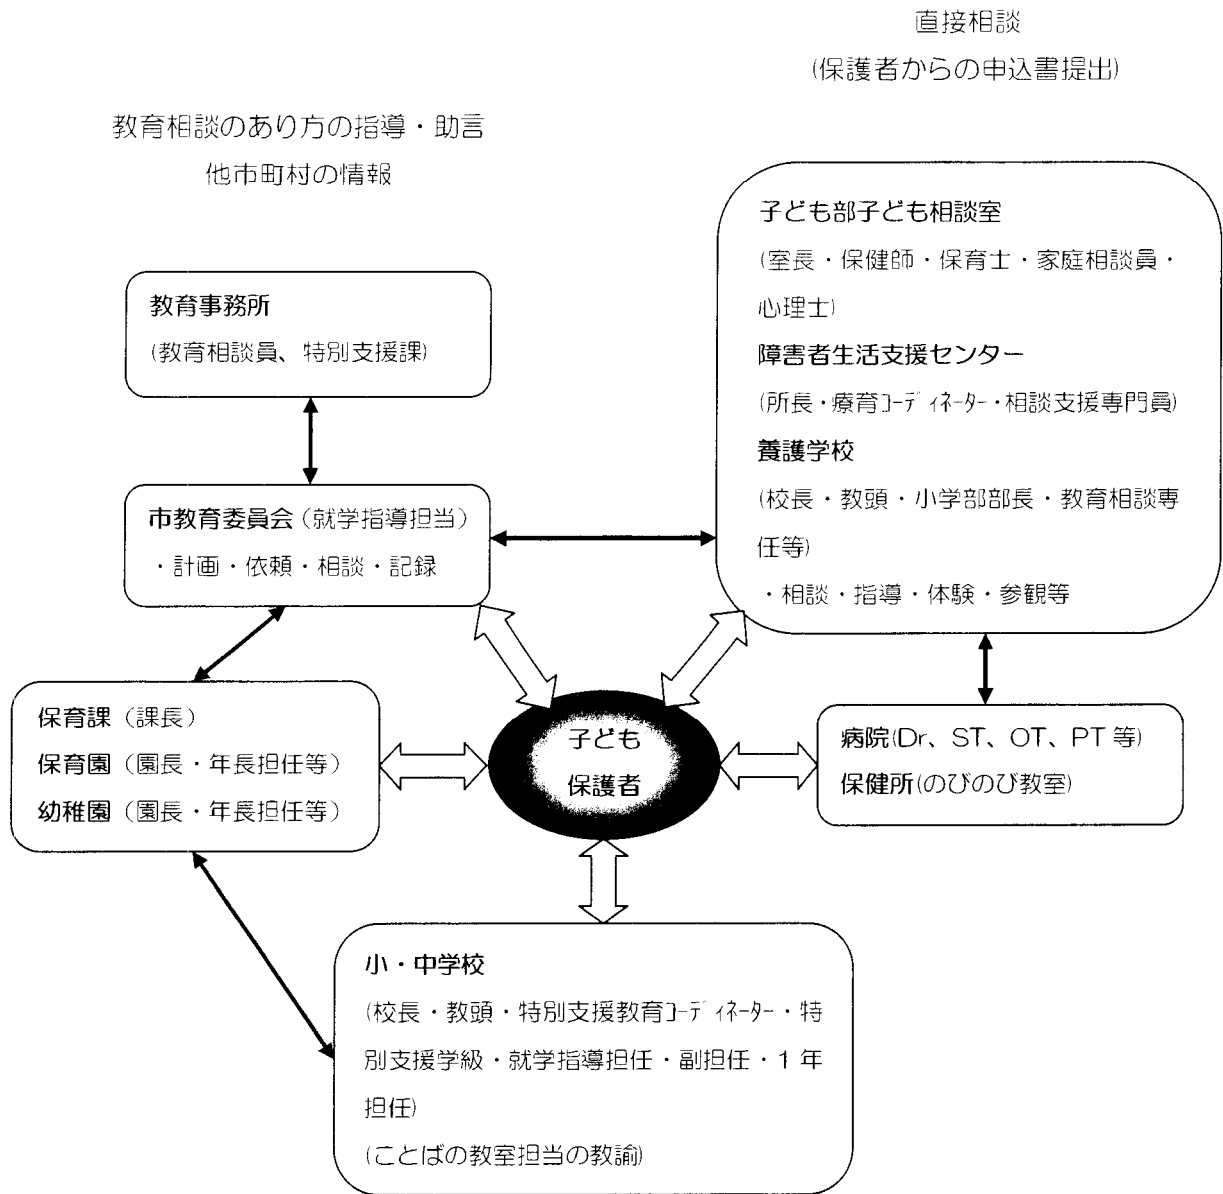 直接相談
(保護者からの申込書提出)
教育相談のあり方の指導・助言
他市町村の情報
子ども部子ども相談室
(室長・保健師・保育士・家庭相談員・
心理士)
障害者生活支援センター
(所長・療育ｺｰﾃﾞｨﾈｰﾀｰ・相談支援専門員)
養護学校
(校長・教頭・小学部部長・教育相談専
任等)
・相談・指導・体験・参観等
教育事務所
(教育相談員、特別支援課)
市教育委員会（就学指導担当）
・計画・依頼・相談・記録
保育課（課長）
保育園（園長・年長担任等）
幼稚園（園長・年長担任等）
子ども
保護者
病院(Dr、ST、OT、PT 等)
保健所(のびのび教室)
小・中学校
(校長・教頭・特別支援教育ｺｰﾃﾞｨﾈｰﾀｰ・特
別支援学級・就学指導担任・副担任・1 年
担任)
(ことばの教室担当の教諭)